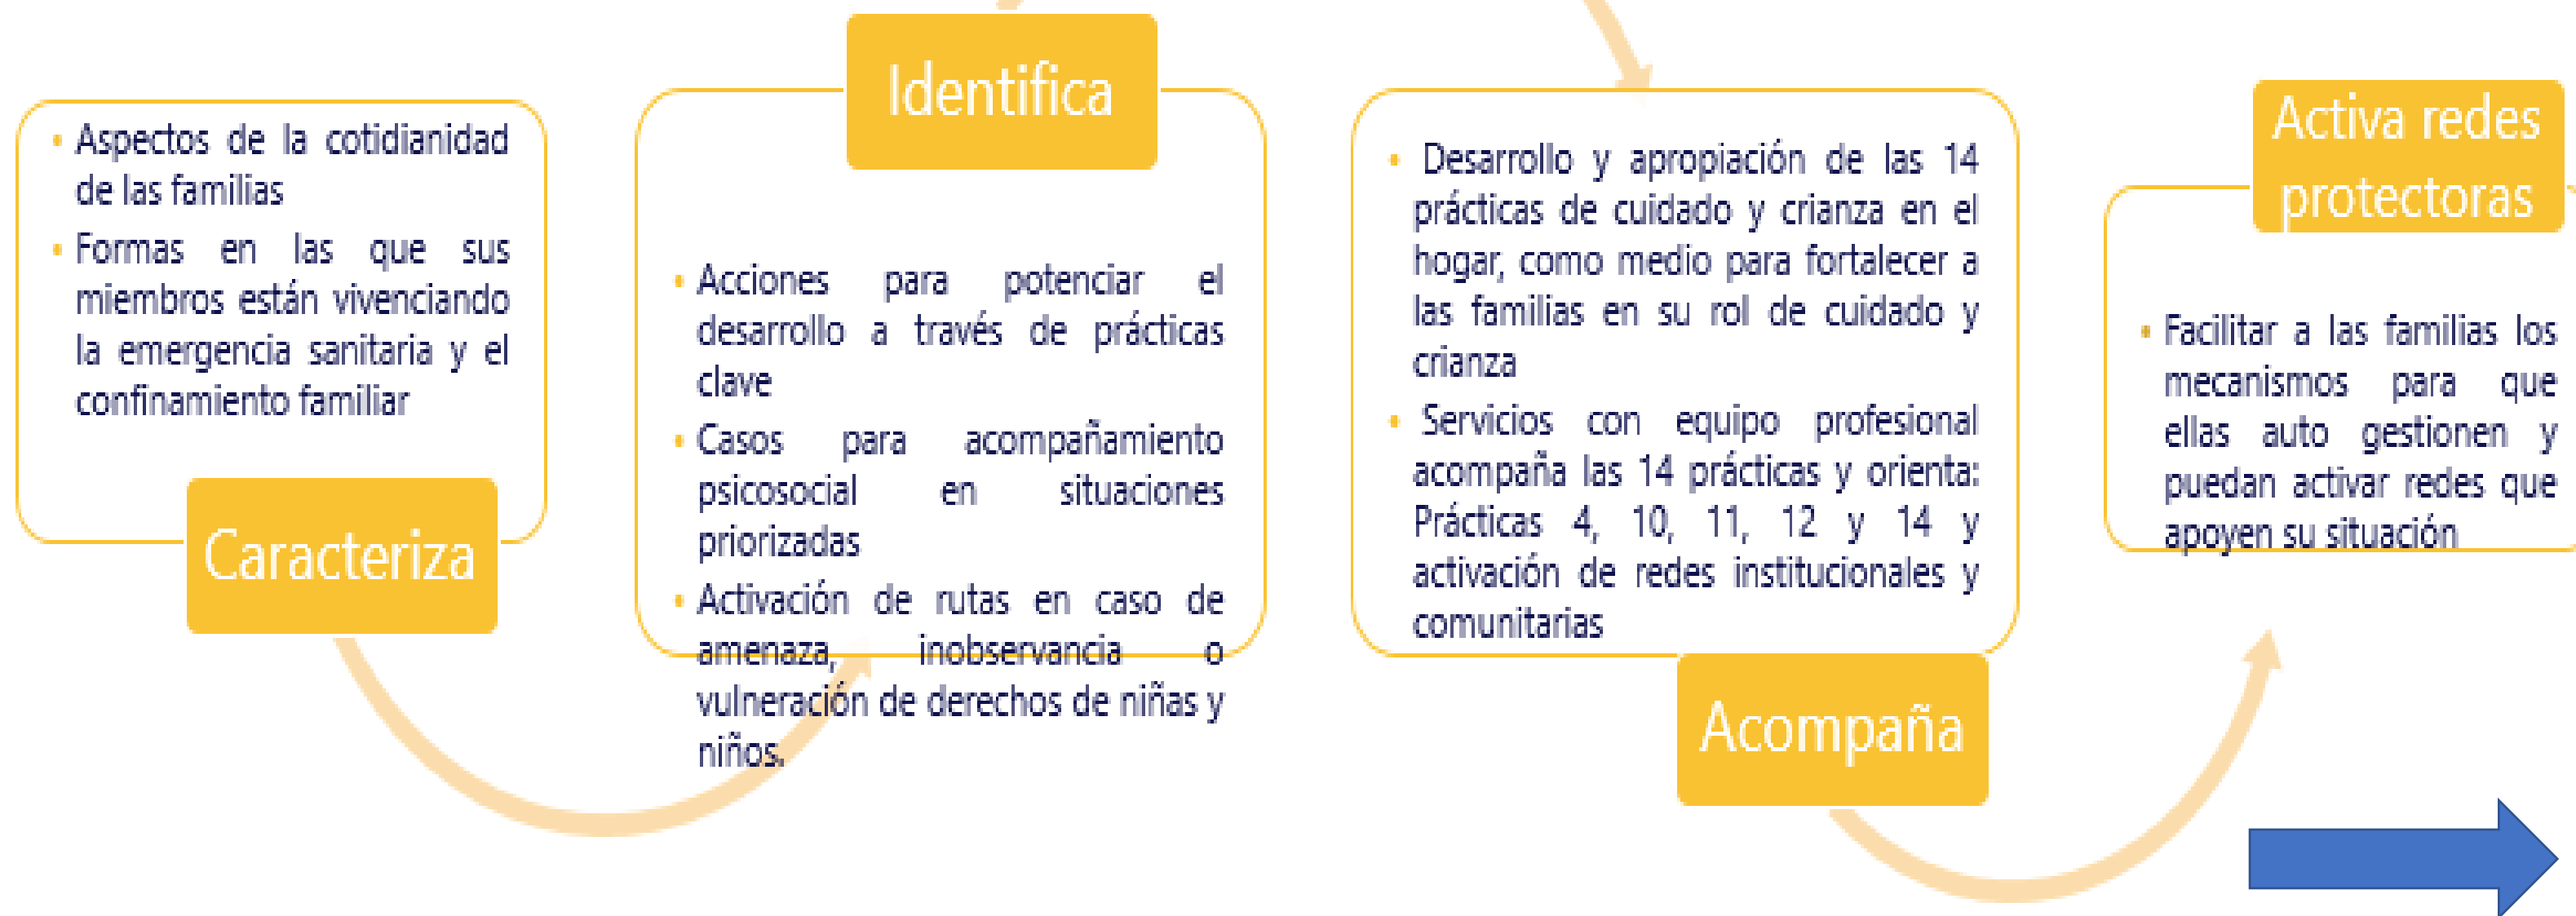 • Aspectos de la cotidianidad
de las familias
• Formas en las que sus
miembros están vivenciando
la emergencia sanitaria y el
confinamiento familiar
Caracteriza
Identifica
• Acciones para potenciar el
desarrollo a través de prácticas
clave
• Casos para acompañamiento
psicosocial en situaciones
priorizadas
• Activación de rutas en caso de
amenaza, inobservancia o
vulneración de derechos de niñas y
niños.
• Desarrollo y apropiación de las 14
prácticas de cuidado y crianza en el
hogar, como medio para fortalecer a
las familias en su rol de cuidado y
crianza
• Servicios con equipo profesional
acompaña las 14 prácticas y orienta:
Prácticas 4, 10, 11, 12 y 14 y
activación de redes institucionales y
comunitarias
Acompaña
Activa redes
protectoras
• Facilitar a las familias los
mecanismos para que
ellas auto gestionen y
puedan activar redes que
apoyen su situación